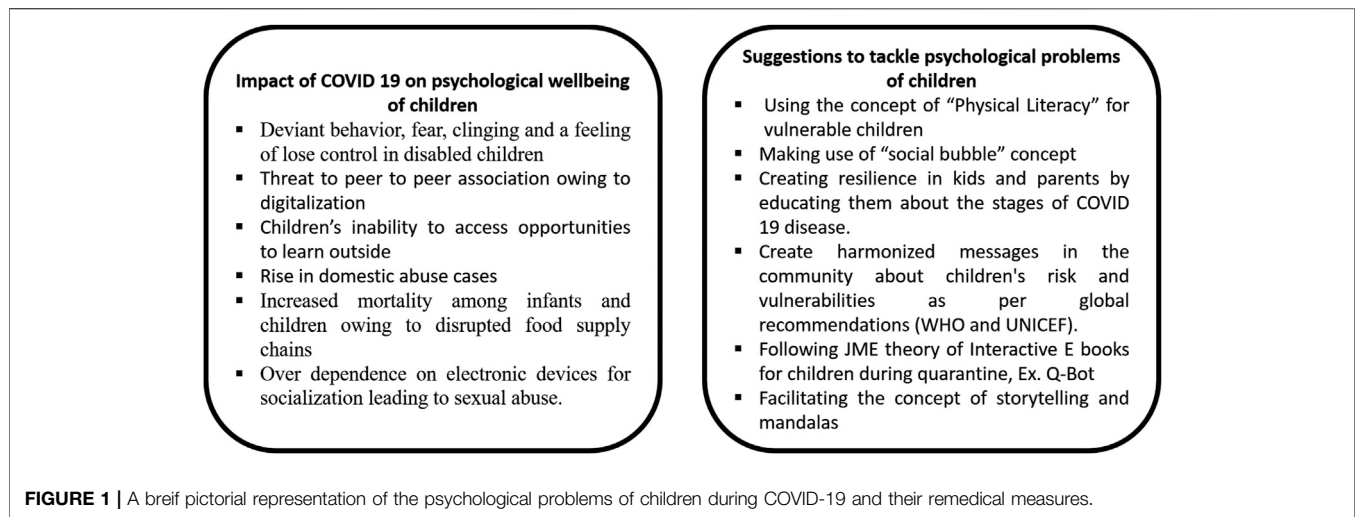 Impact of COVID 19 on psychological wellbeing
of children
▪ Deviant behavior, fear, clinging and a feeling
of lose control in disabled children
▪ Threat to peer to peer association owing to
digitalization
▪ Children's inability to access opportunities
to learn outside
▪ Rise in domestic abuse cases
▪ Increased mortality among infants and
children owing to disrupted food supply
chains
▪ Over dependence on electronic devices for
socialization leading to sexual abuse.
Suggestions to tackle psychological problems
of children
▪ Using the concept of “Physical Literacy” for
vulnerable children
▪ Making use of “social bubble” concept
▪ Creating resilience in kids and parents by
educating them about the stages of COVID
19 disease.
▪ Create harmonized messages in the
community about children's risk and
vulnerabilities as per global
recommendations (WHO and UNICEF).
▪ Following JME theory of Interactive E books
for children during quarantine, Ex. Q-Bot
▪ Facilitating the concept of storytelling and
mandalas
FIGURE 1 | A breif pictorial representation of the psychological problems of children during COVID-19 and their remedical measures.